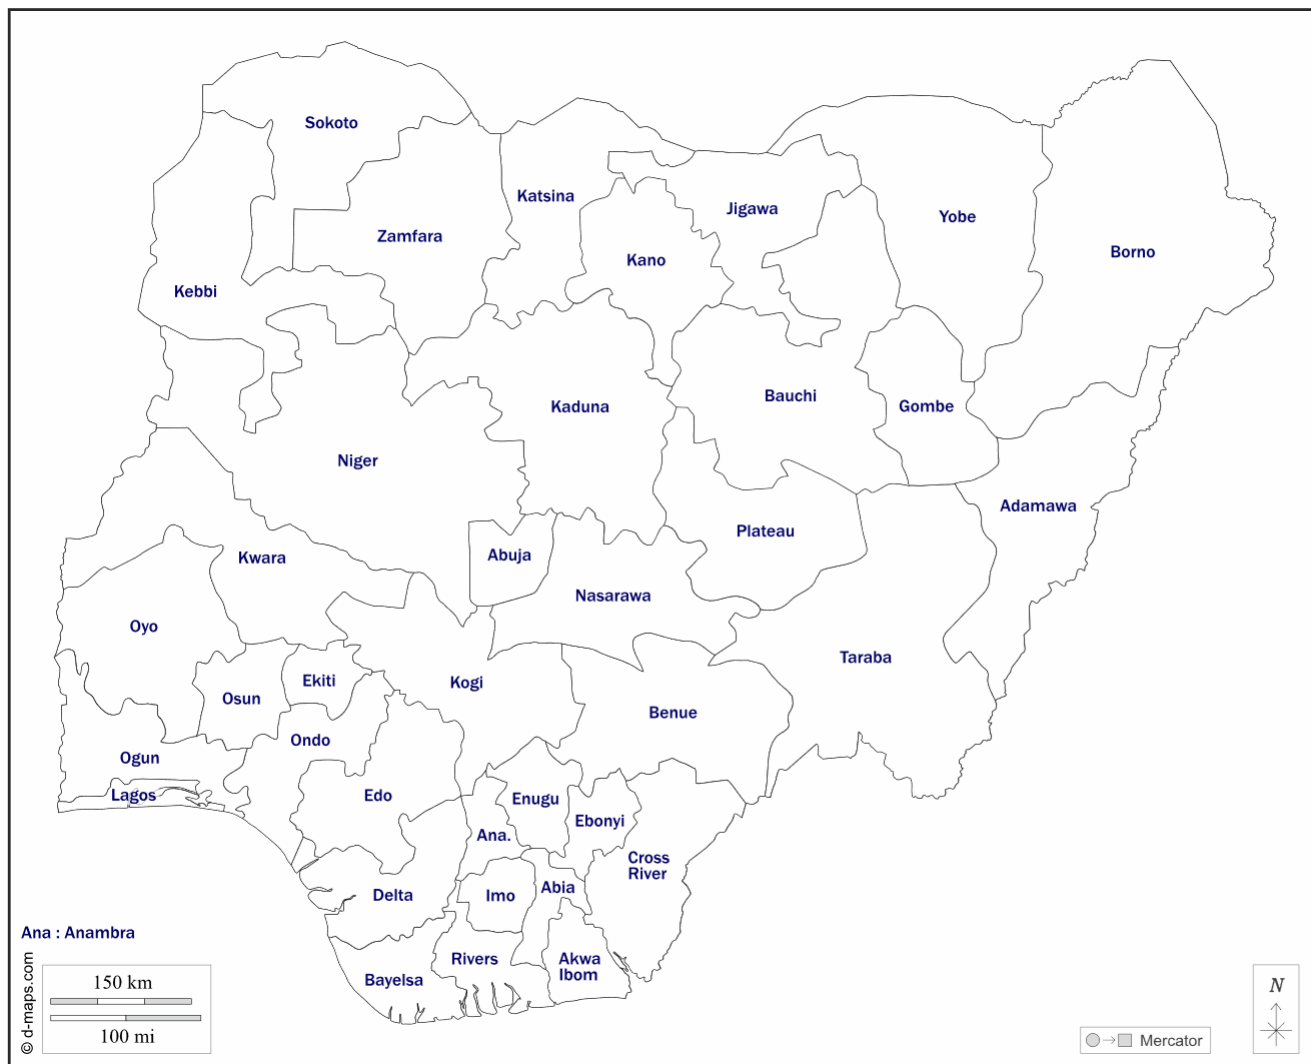 Sokoto
Katsina
Jigawa
Yobe
Zamfara
Borno
Kano
Kebbi
Bauchi
Gombe
Kaduna
Niger
Adamawa
Plateau
Abuja
Kwara
Nasarawa
Oyo
Taraba
Ekiti
Kogi
Osun
Benue
Ondo
Ogun
Lagos
Edo
Enugu
Ebonyi
Ana.
Cross
River
Delta
Imo
Abia
Ana : Anambra
Rivers
Akwa
Ibom
Bayelsa
150 km
100 mi
© d-maps.com
N
Mercator